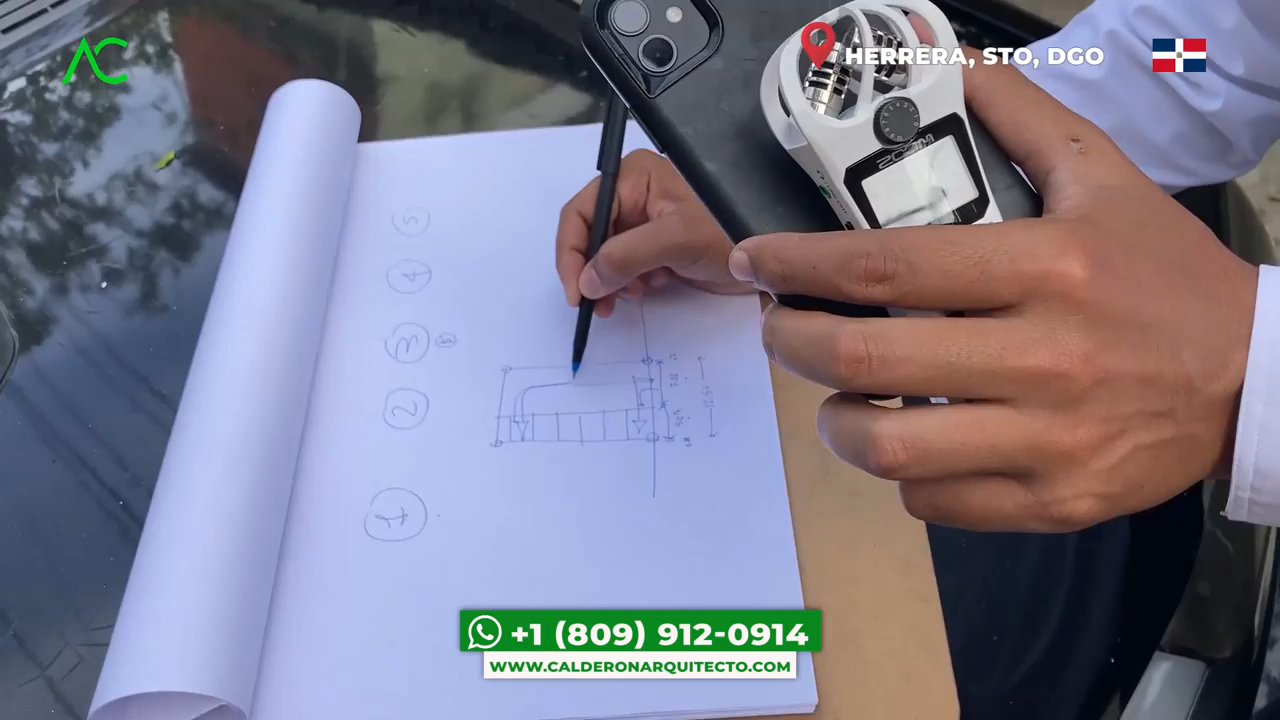 AC
HERRERA, STO, DGO
ZOOM
5
4
3
2
1
+1 (809) 912-0914
WWW.CALDERONARQUITECTO.COM